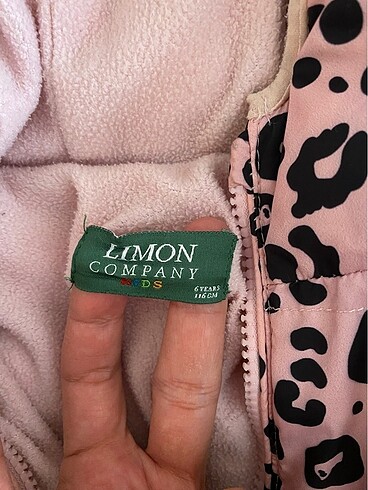 LIMON
COMPANY
KIDS
6 YEARS
116 CM